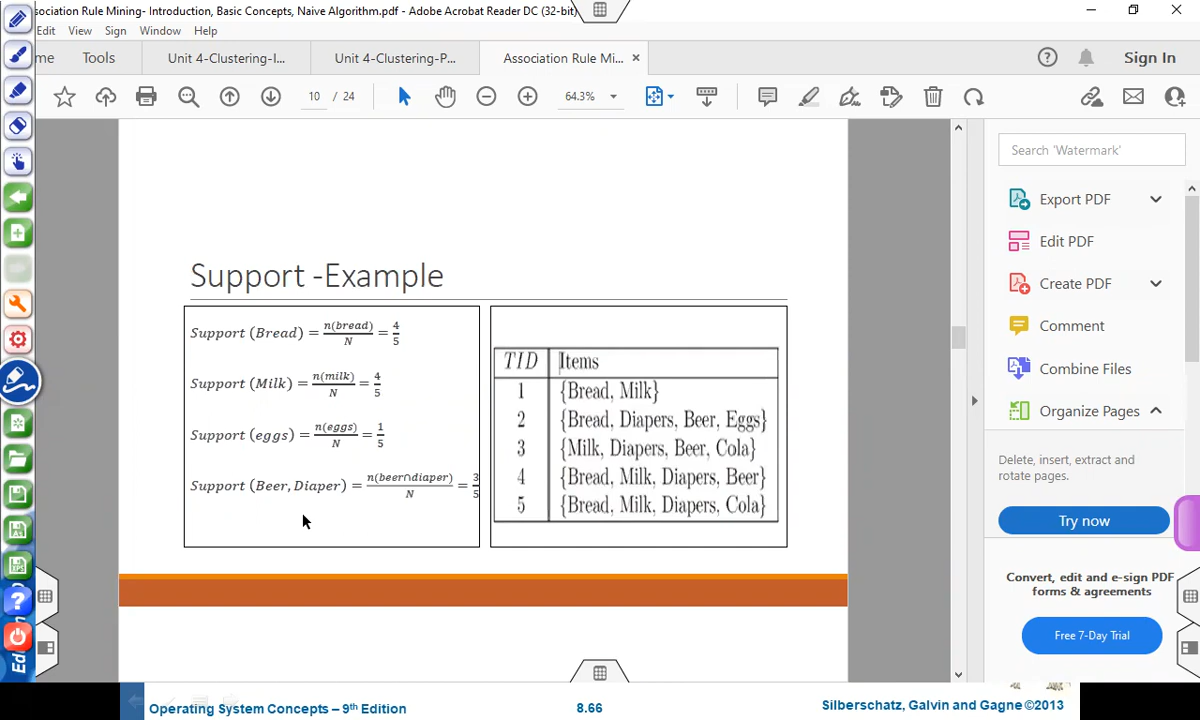 ssociation Rule Mining- Introduction, Basic Concepts, Naive Algorithm.pdf - Adobe Acrobat Reader DC (32-bit)
Edit View Sign Window Help
me Tools Unit 4-Clustering-I... Unit 4-Clustering-P... Association Rule Mi... × Sign In
10 / 24 64.3%
Search 'Watermark'
Export PDF
Edit PDF
Create PDF
Comment
Combine Files
Organize Pages
Delete, insert, extract and
rotate pages.
Try now
Convert, edit and e-sign PDF
forms & agreements
Free 7-Day Trial
Support -Example
Support (Bread) = n(bread)/N = 4/5
Support (Milk) = n(milk)/N = 4/5
Support (eggs) = n(eggs)/N = 1/5
Support (Beer, Diaper) = n(beer∩diaper)/N = 3/5
TID Items
1 {Bread, Milk}
2 {Bread, Diapers, Beer, Eggs}
3 {Milk, Diapers, Beer, Cola}
4 {Bread, Milk, Diapers, Beer}
5 {Bread, Milk, Diapers, Cola}
Operating System Concepts – 9th Edition 8.66 Silberschatz, Galvin and Gagne ©2013